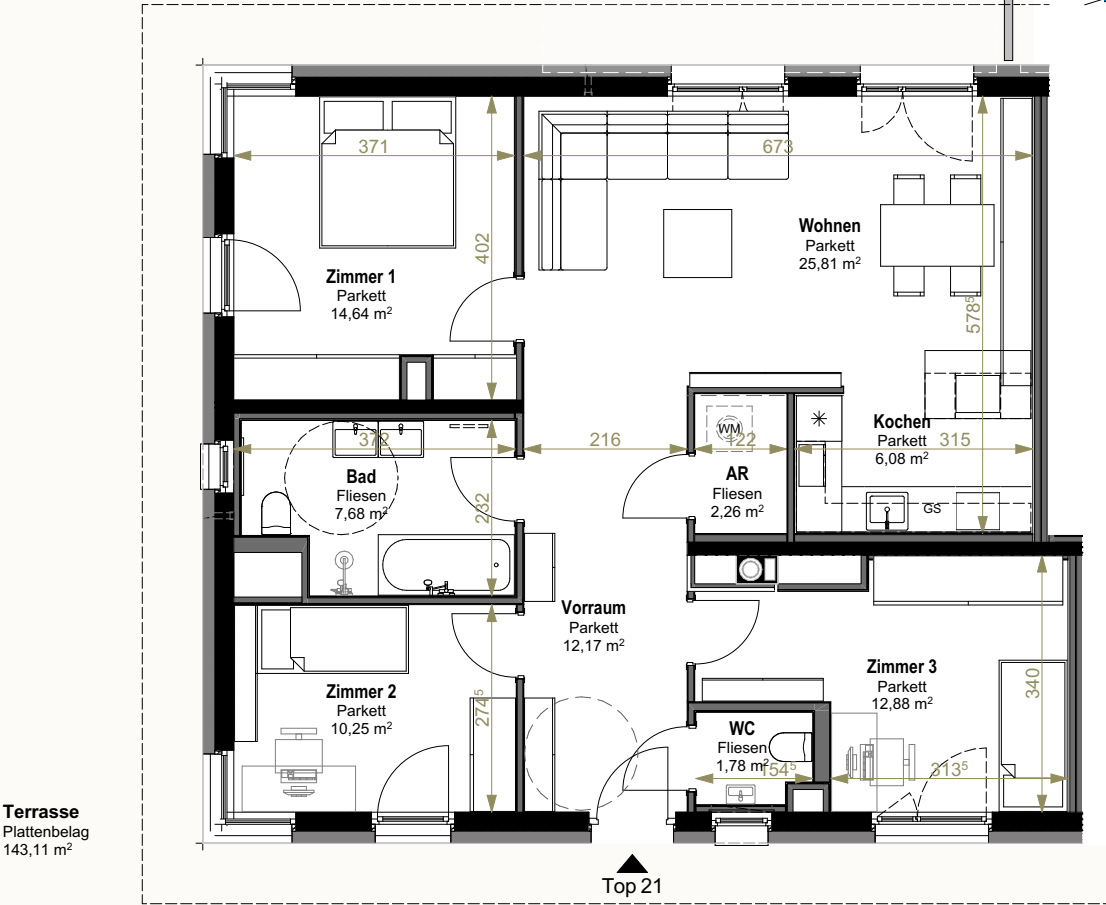 371
673
402
Zimmer 1
Parkett
14,64 m²
Wohnen
Parkett
25,81 m²
578⁵
372
216
122
315
WM
Kochen
Parkett
6,08 m²
Bad
Fliesen
7,68 m²
232
AR
Fliesen
2,26 m²
GS
Vorraum
Parkett
12,17 m²
Zimmer 2
Parkett
10,25 m²
274⁵
Zimmer 3
Parkett
12,88 m²
340
WC
Fliesen
1,78 m²
154⁵
313⁵
Terrasse
Plattenbelag
143,11 m²
Top 21